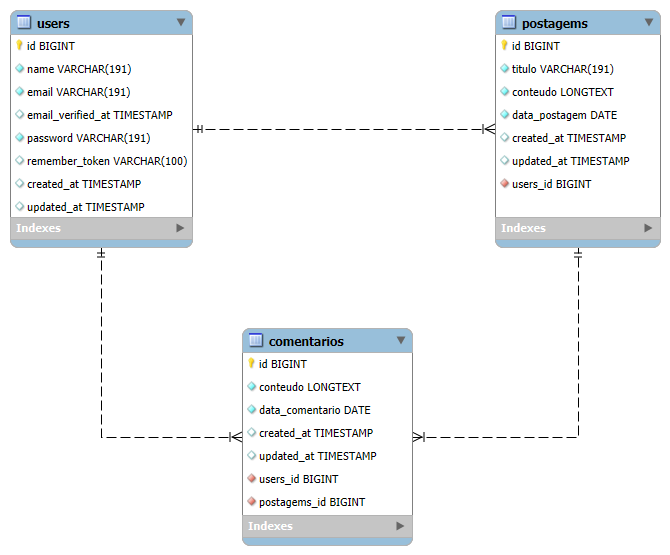 users
id BIGINT
name VARCHAR(191)
email VARCHAR(191)
email_verified_at TIMESTAMP
password VARCHAR(191)
remember_token VARCHAR(100)
created_at TIMESTAMP
updated_at TIMESTAMP
Indexes
postagems
id BIGINT
titulo VARCHAR(191)
conteudo LONGTEXT
data_postagem DATE
created_at TIMESTAMP
updated_at TIMESTAMP
users_id BIGINT
Indexes
comentarios
id BIGINT
conteudo LONGTEXT
data_comentario DATE
created_at TIMESTAMP
updated_at TIMESTAMP
users_id BIGINT
postagems_id BIGINT
Indexes